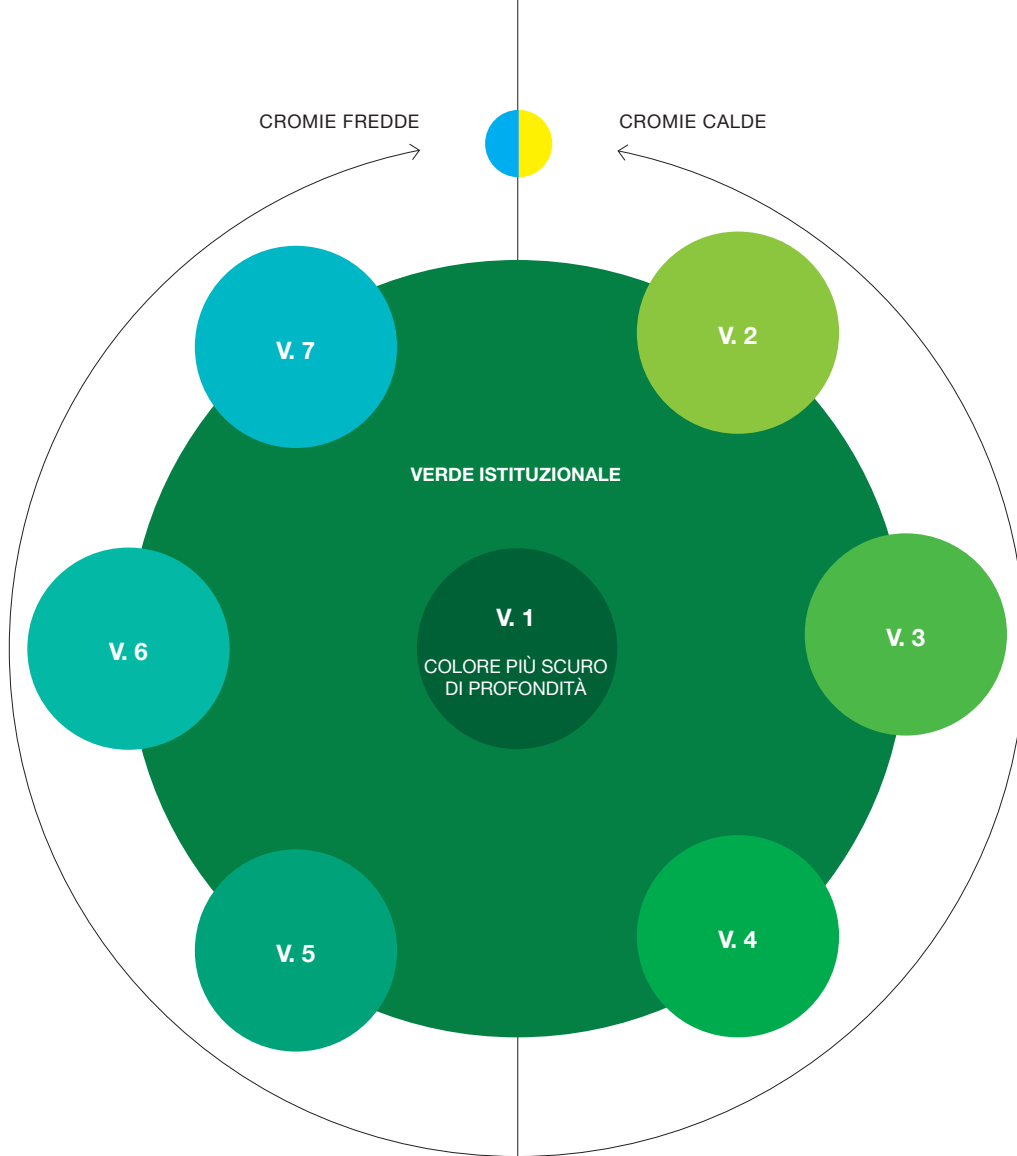 CROMIE FREDDE
CROMIE CALDE
V. 7
V. 2
VERDE ISTITUZIONALE
V. 1
COLORE PIÙ SCURO
DI PROFONDITÀ
V. 6
V. 3
V. 5
V. 4